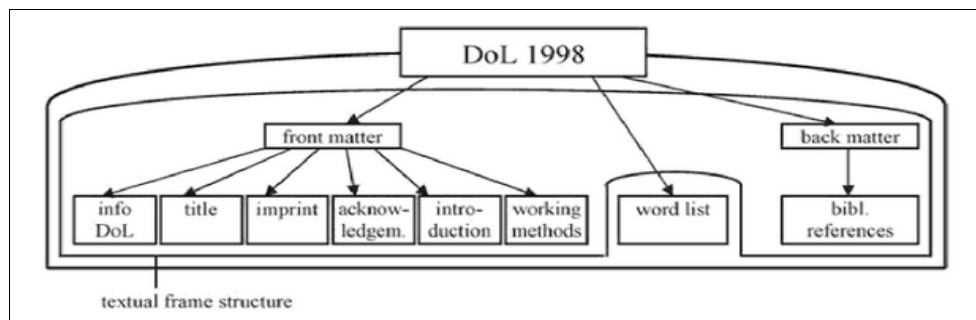 DoL 1998
front matter
back matter
info
DoL
title
imprint
acknow-
ledgem.
intro-
duction
working
methods
word list
bibl.
references
textual frame structure